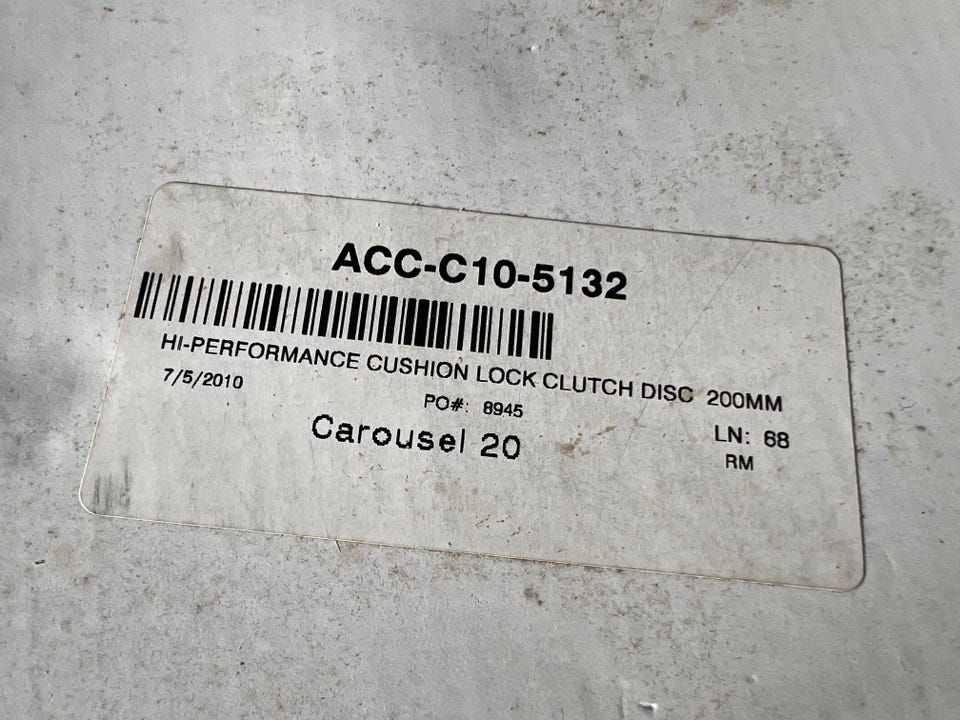 ACC-C10-5132
HI-PERFORMANCE CUSHION LOCK CLUTCH DISC 200MM
7/5/2010 PO#: 8945 LN: 68
Carousel 20 RM